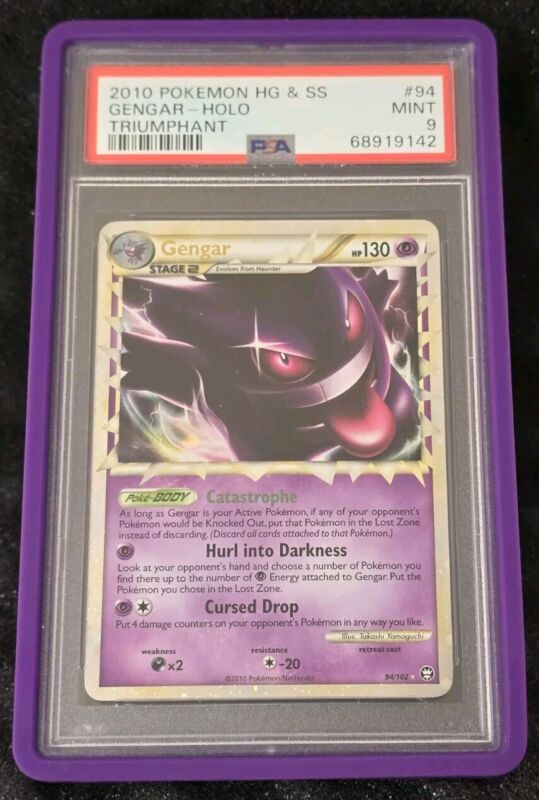 2010 POKEMON HG & SS #94
GENGAR-HOLO MINT
TRIUMPHANT 9
PSA 68919142
Gengar HP 130
STAGE 2 Evolves from Haunter
Poké-BODY Catastrophe
As long as Gengar is your Active Pokémon, if any of your opponent's
Pokémon would be Knocked Out, put that Pokémon in the Lost Zone
instead of discarding. (Discard all cards attached to that Pokémon.)
Hurl into Darkness
Look at your opponent's hand and choose a number of Pokémon you
find there up to the number of Energy attached to Gengar. Put the
Pokémon you chose in the Lost Zone.
Cursed Drop
Put 4 damage counters on your opponent's Pokémon in any way you like.
Illus. Takashi Yamaguchi
weakness resistance retreat cost
x2 -20
©2010 Pokémon/Nintendo 94/102